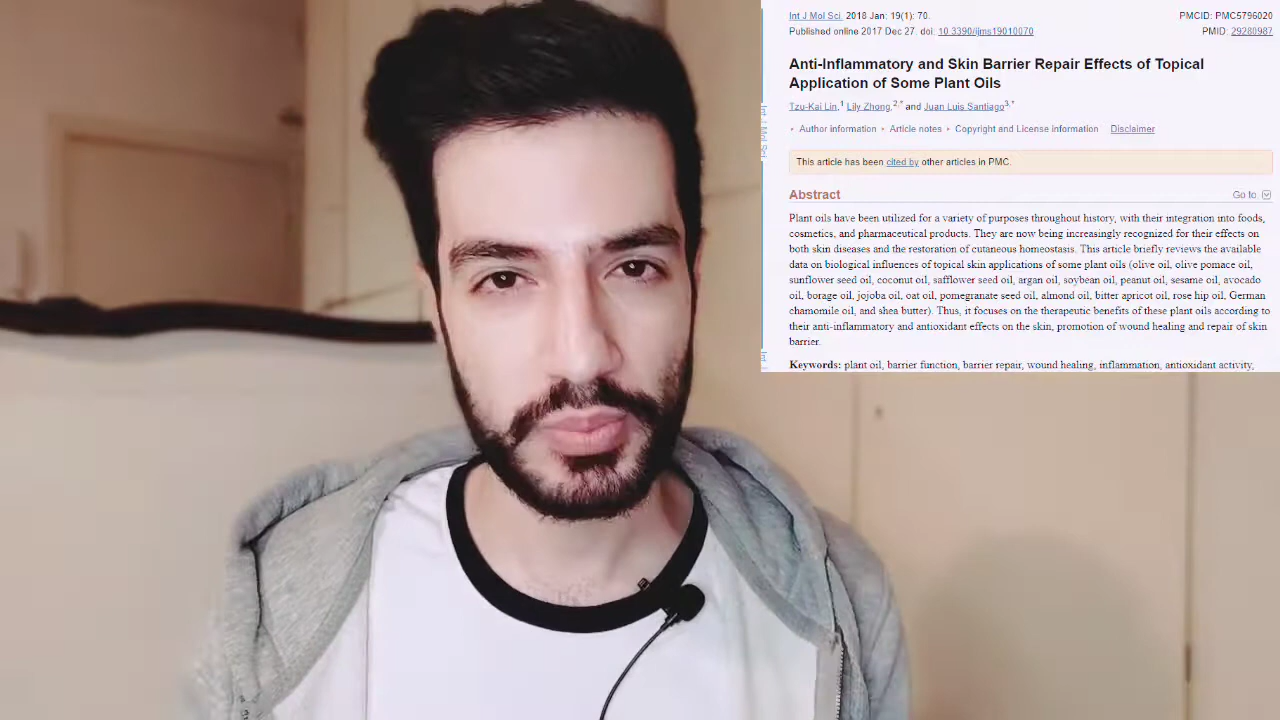 Int J Mol Sci. 2018 Jan; 19(1): 70.
PMCID: PMC5796020
Published online 2017 Dec 27. doi: 10.3390/ijms19010070
PMID: 29280987
Anti-Inflammatory and Skin Barrier Repair Effects of Topical
Application of Some Plant Oils
Tzu-Kai Lin,1 Lily Zhong,2,* and Juan Luis Santiago3,*
Author information Article notes Copyright and License information Disclaimer
This article has been cited by other articles in PMC.
Abstract
Go to:
Plant oils have been utilized for a variety of purposes throughout history, with their integration into foods,
cosmetics, and pharmaceutical products. They are now being increasingly recognized for their effects on
both skin diseases and the restoration of cutaneous homeostasis. This article briefly reviews the available
data on biological influences of topical skin applications of some plant oils (olive oil, olive pomace oil,
sunflower seed oil, coconut oil, safflower seed oil, argan oil, soybean oil, peanut oil, sesame oil, avocado
oil, borage oil, jojoba oil, oat oil, pomegranate seed oil, almond oil, bitter apricot oil, rose hip oil, German
chamomile oil, and shea butter). Thus, it focuses on the therapeutic benefits of these plant oils according to
their anti-inflammatory and antioxidant effects on the skin, promotion of wound healing and repair of skin
barrier.
Keywords: plant oil, barrier function, barrier repair, wound healing, inflammation, antioxidant activity,